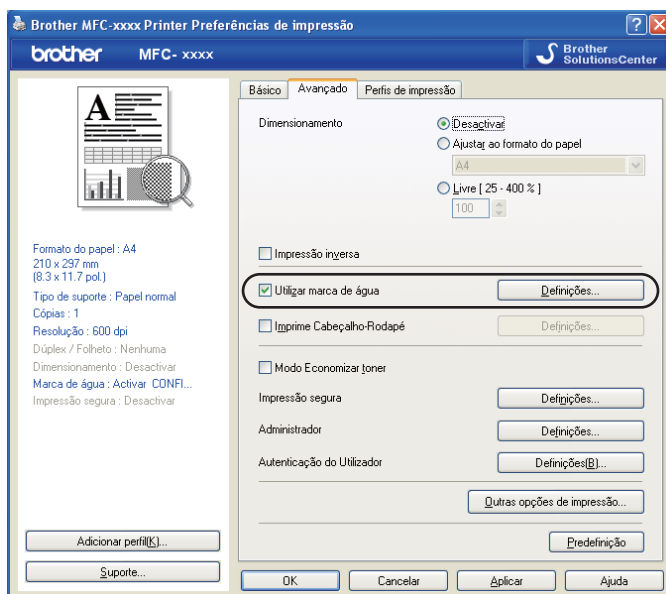 Brother MFC-xxxx Printer Preferências de impressão
brother MFC- xxxx
Brother
SolutionsCenter
A
Formato do papel : A4
210 x 297 mm
(8.3 x 11.7 pol.)
Tipo de suporte : Papel normal
Cópias : 1
Resolução : 600 dpi
Dúplex / Folheto : Nenhuma
Dimensionamento : Desactivar
Marca de água : Activar CONFI...
Impressão segura : Desactivar
Adicionar perfil(K)...
Suporte...
Básico Avançado Perfis de impressão
Dimensionamento
Desactivar
Ajustar ao formato do papel
A4
Livre [ 25 - 400 % ]
100
Impressão inversa
Utilizar marca de água Definições...
Imprime Cabeçalho-Rodapé Definições...
Modo Economizar toner
Impressão segura Definições...
Administrador Definições...
Autenticação do Utilizador Definições(B)...
Outras opções de impressão...
Predefinição
OK Cancelar Aplicar Ajuda